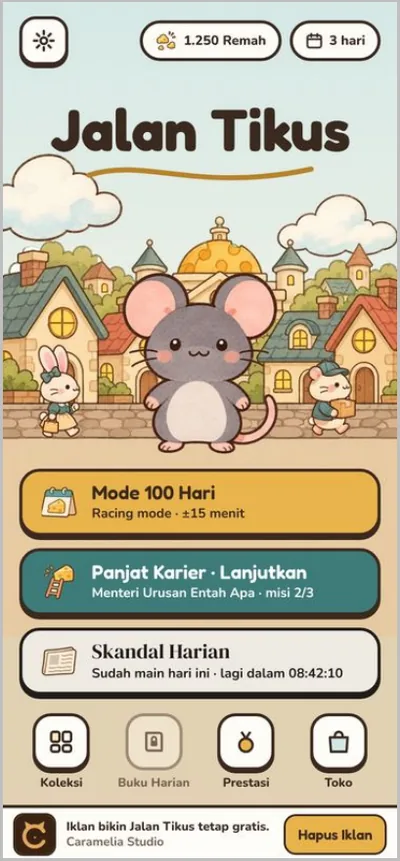 1.250 Remah
3 hari
Jalan Tikus
Mode 100 Hari
Racing mode · ±15 menit
Panjat Karier · Lanjutkan
Menteri Urusan Entah Apa · misi 2/3
Skandal Harian
Sudah main hari ini · lagi dalam 08:42:10
Koleksi
Buku Harian
Prestasi
Toko
Iklan bikin Jalan Tikus tetap gratis.
Caramelia Studio
Hapus Iklan